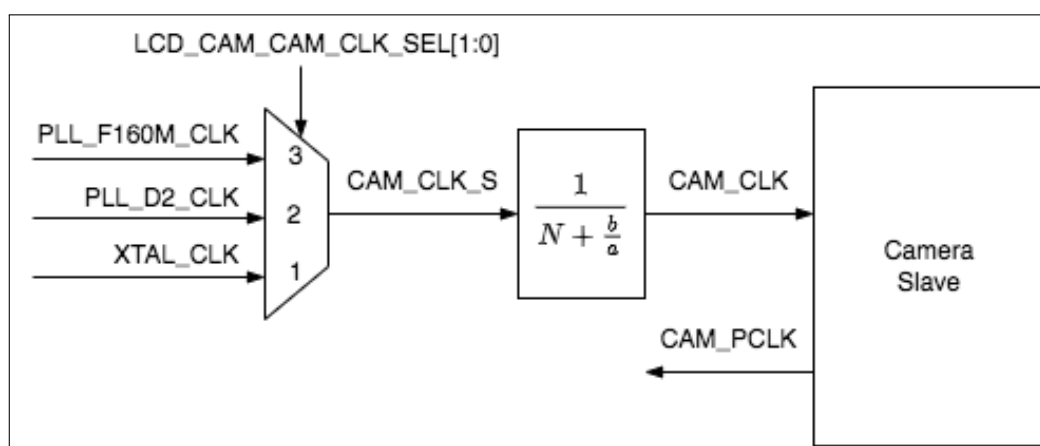 LCD_CAM_CAM_CLK_SEL[1:0]
PLL_F160M_CLK
3
PLL_D2_CLK
2
XTAL_CLK
1
CAM_CLK_S
1
N + b/a
CAM_CLK
Camera
Slave
CAM_PCLK